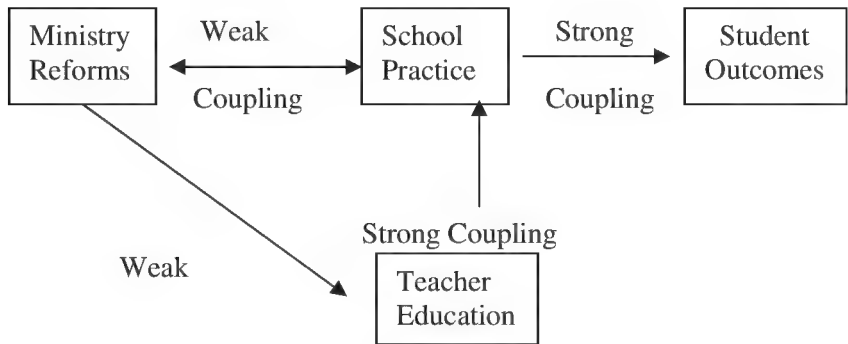 Ministry
Reforms
Weak
Coupling
School
Practice
Strong
Coupling
Student
Outcomes
Strong Coupling
Weak
Teacher
Education